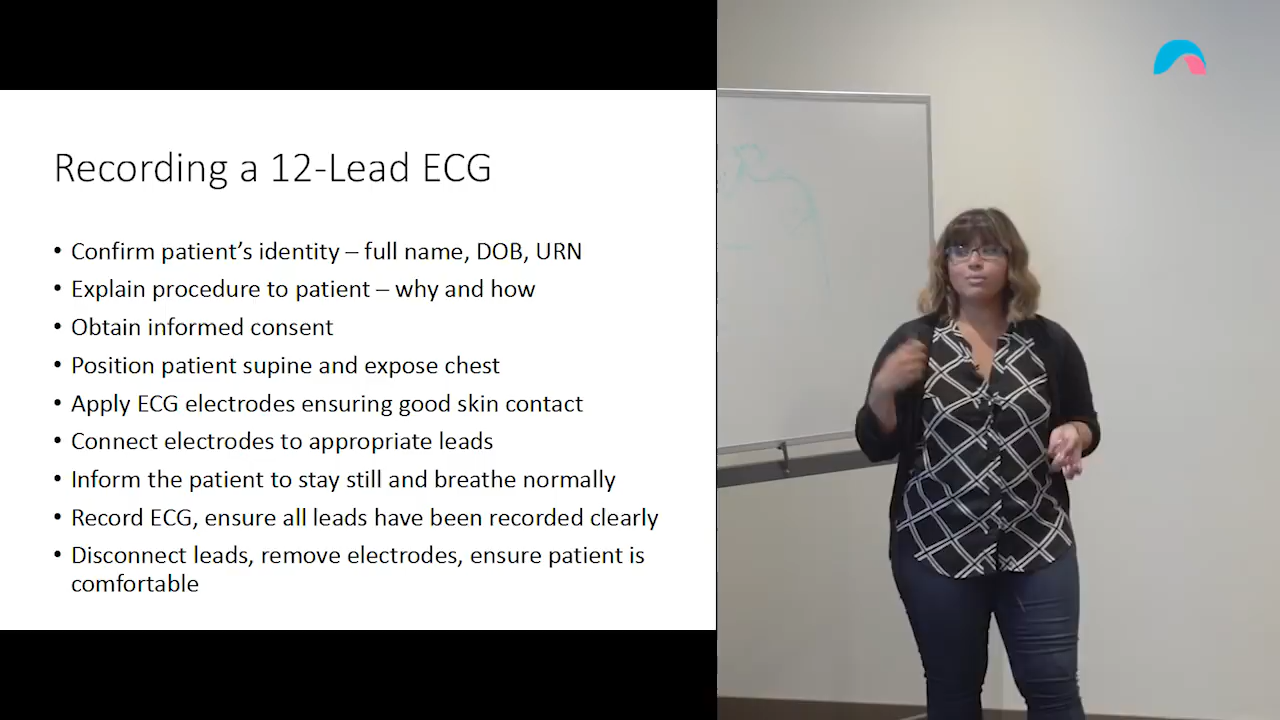 Recording a 12-Lead ECG
• Confirm patient’s identity – full name, DOB, URN
• Explain procedure to patient – why and how
• Obtain informed consent
• Position patient supine and expose chest
• Apply ECG electrodes ensuring good skin contact
• Connect electrodes to appropriate leads
• Inform the patient to stay still and breathe normally
• Record ECG, ensure all leads have been recorded clearly
• Disconnect leads, remove electrodes, ensure patient is
comfortable